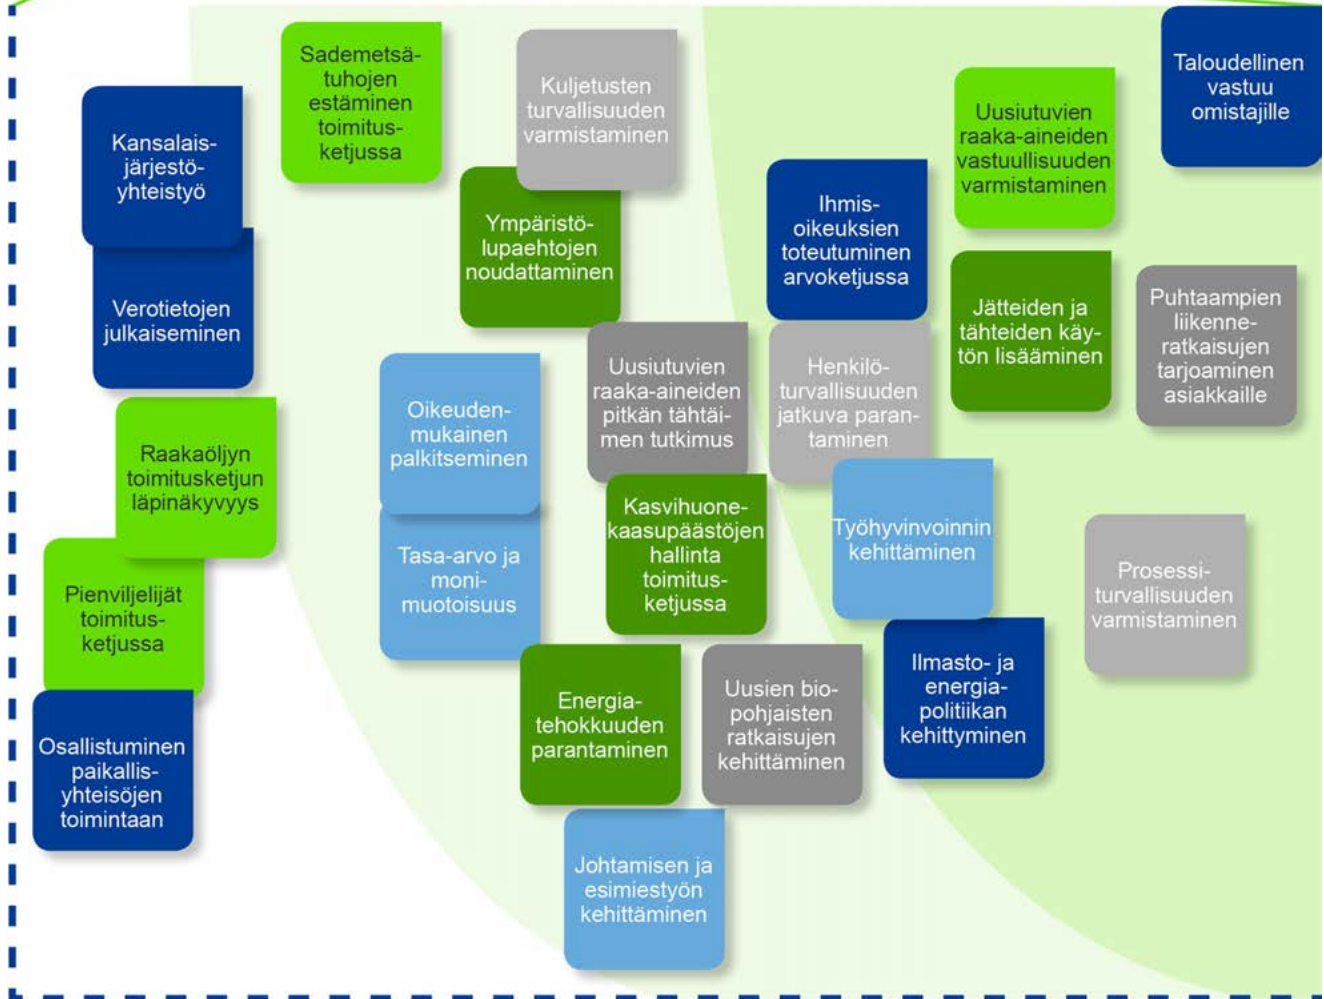 Sademetsä-
tuhojen
estäminen
toimitus-
ketjussa
Kuljetusten
turvallisuuden
varmistaminen
Taloudellinen
vastuu
omistajille
Uusiutuvien
raaka-aineiden
vastuullisuuden
varmistaminen
Kansalais-
järjestö-
yhteistyö
Ympäristö-
lupaehtojen
noudattaminen
Ihmis-
oikeuksien
toteutuminen
arvoketjussa
Verotietojen
julkaiseminen
Jätteiden ja
tähteiden käy-
tön lisääminen
Puhtaampien
liikenne-
ratkaisujen
tarjoaminen
asiakkaille
Oikeuden-
mukainen
palkitseminen
Uusiutuvien
raaka-aineiden
pitkän tähtäi-
men tutkimus
Henkilö-
turvallisuuden
jatkuva paran-
taminen
Raakaöljyn
toimitusketjun
läpinäkyvyys
Kasvihuone-
kaasupäästöjen
hallinta
toimitus-
ketjussa
Työhyvinvoinnin
kehittäminen
Tasa-arvo ja
moni-
muotoisuus
Prosessi-
turvallisuuden
varmistaminen
Pienviljelijät
toimitus-
ketjussa
Energia-
tehokkuuden
parantaminen
Uusien bio-
pohjaisten
ratkaisujen
kehittäminen
Ilmasto- ja
energia-
politiikan
kehittyminen
Osallistuminen
paikallis-
yhteisöjen
toimintaan
Johtamisen ja
esimiestyön
kehittäminen